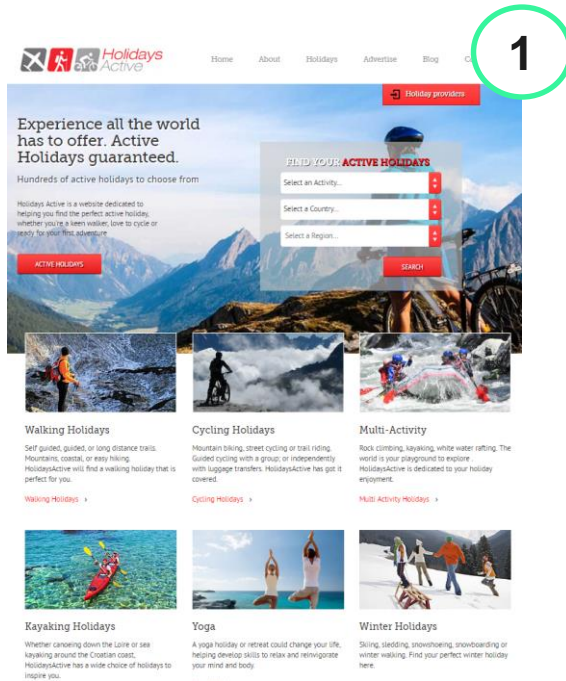 Holidays
Active
Home About Holidays Advertise Blog
1
Holiday providers
Experience all the world
has to offer. Active
Holidays guaranteed.
Hundreds of active holidays to choose from
Holidays Active is a website dedicated to
helping you find the perfect active holiday,
whether you're a keen walker, love to cycle or
ready for your first adventure
ACTIVE HOLIDAYS
FIND YOUR ACTIVE HOLIDAYS
Select an Activity...
Select a Country...
Select a Region...
SEARCH
Walking Holidays
Self guided, guided, or long distance trails.
Mountains, coastal, or easy hiking.
HolidaysActive will find a walking holiday that is
perfect for you.
Walking Holidays ›
Cycling Holidays
Mountain biking, street cycling or trail riding.
Guided cycling with a group; or independently
with luggage transfers. HolidaysActive has got it
covered.
Cycling Holidays ›
Multi-Activity
Rock climbing, kayaking, white water rafting. The
world is your playground to explore .
HolidaysActive is dedicated to your holiday
enjoyment.
Multi Activity Holidays ›
Kayaking Holidays
Whether canoeing down the Loire or sea
kayaking around the Croatian coast,
HolidaysActive has a wide choice of holidays to
inspire you.
Yoga
A yoga holiday or retreat could change your life,
helping develop skills to relax and reinvigorate
your mind and body.
Winter Holidays
Skiing, sledding, snowshoeing, snowboarding or
winter walking. Find your perfect winter holiday
here.